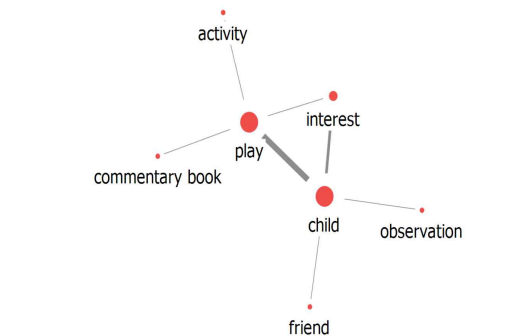 activity
interest
play
commentary book
child
observation
friend